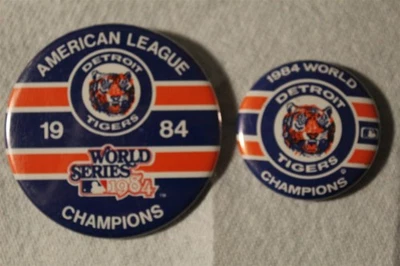 AMERICAN LEAGUE
DETROIT
TIGERS
19 84
WORLD
SERIES
1984
CHAMPIONS
1984 WORLD
DETROIT
TIGERS
CHAMPIONS